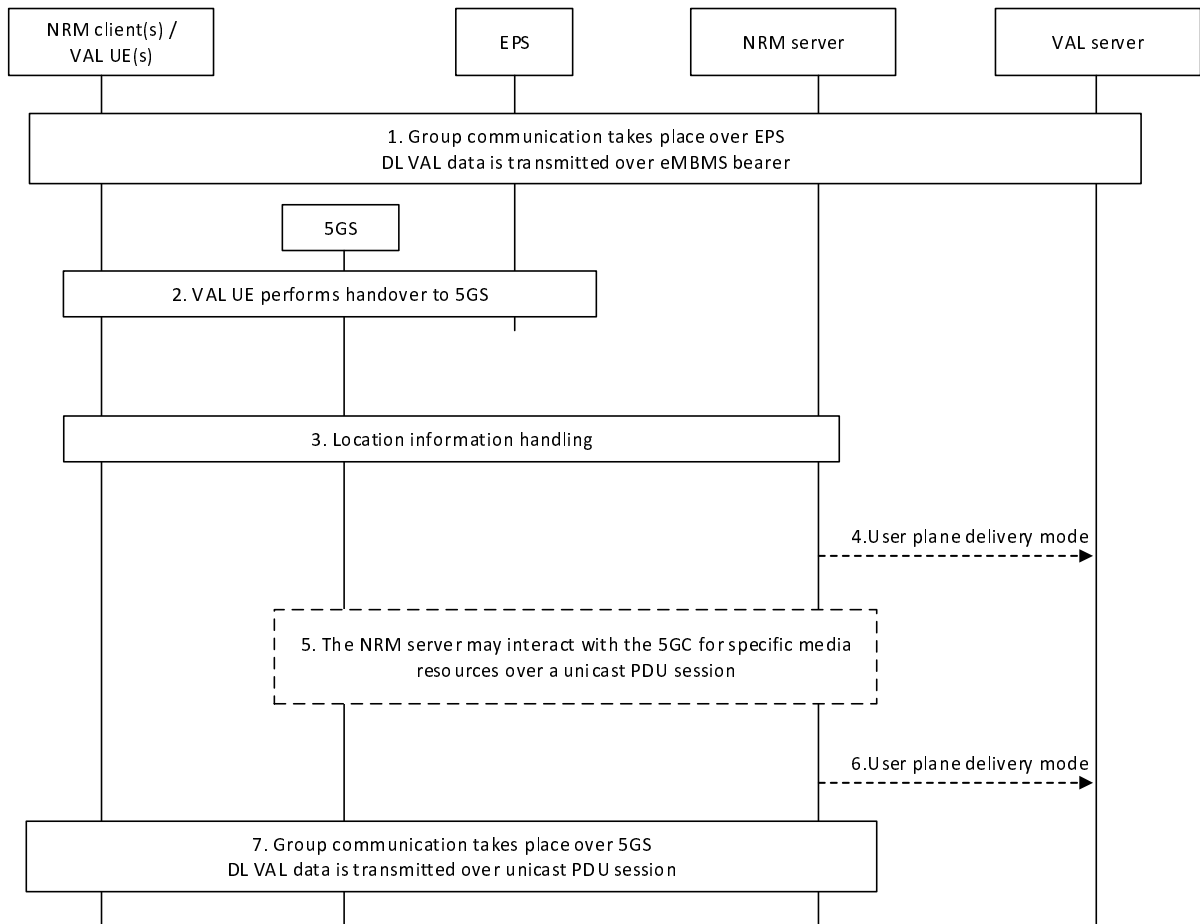 NRM client(s) /
VAL UE(s)
EPS
NRM server
VAL server
1. Group communication takes place over EPS
DL VAL data is transmitted over eMBMS bearer
5GS
2. VAL UE performs handover to 5GS
3. Location information handling
4.User plane delivery mode
5. The NRM server may interact with the 5GC for specific media
resources over a unicast PDU session
6.User plane delivery mode
7. Group communication takes place over 5GS
DL VAL data is transmitted over unicast PDU session